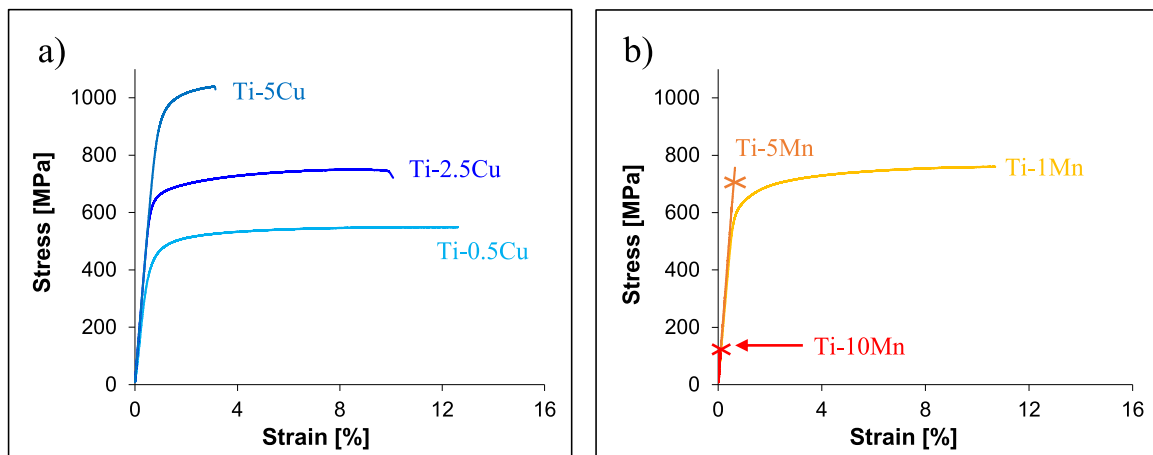 a)
Stress [MPa]
1000
800
600
400
200
0
0 4 8 12 16
Strain [%]
Ti-5Cu
Ti-2.5Cu
Ti-0.5Cu
b)
Stress [MPa]
1000
800
600
400
200
0
0 4 8 12 16
Strain [%]
Ti-5Mn
Ti-1Mn
Ti-10Mn